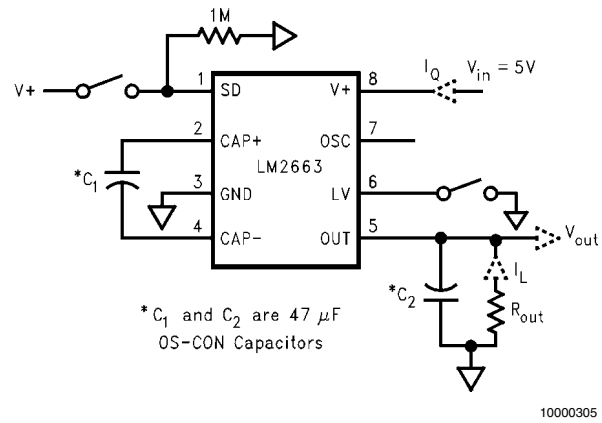 1M
V+
1
SD
V+
8
I_Q
V_in = 5V
2
CAP+
OSC
7
*C_1
LM2663
3
GND
LV
6
4
CAP-
OUT
5
V_out
*C_2
I_L
R_out
*C_1 and C_2 are 47 μF
OS-CON Capacitors
10000305